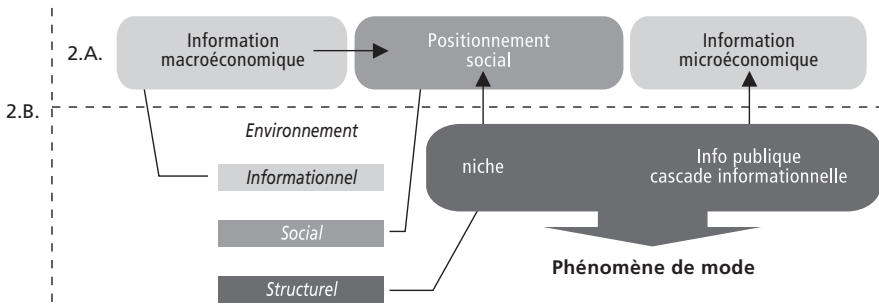 2.A.
Information
macroéconomique
Positionnement
social
Information
microéconomique
2.B.
Environnement
Informationnel
Social
Structurel
niche
Info publique
cascade informationnelle
Phénomène de mode